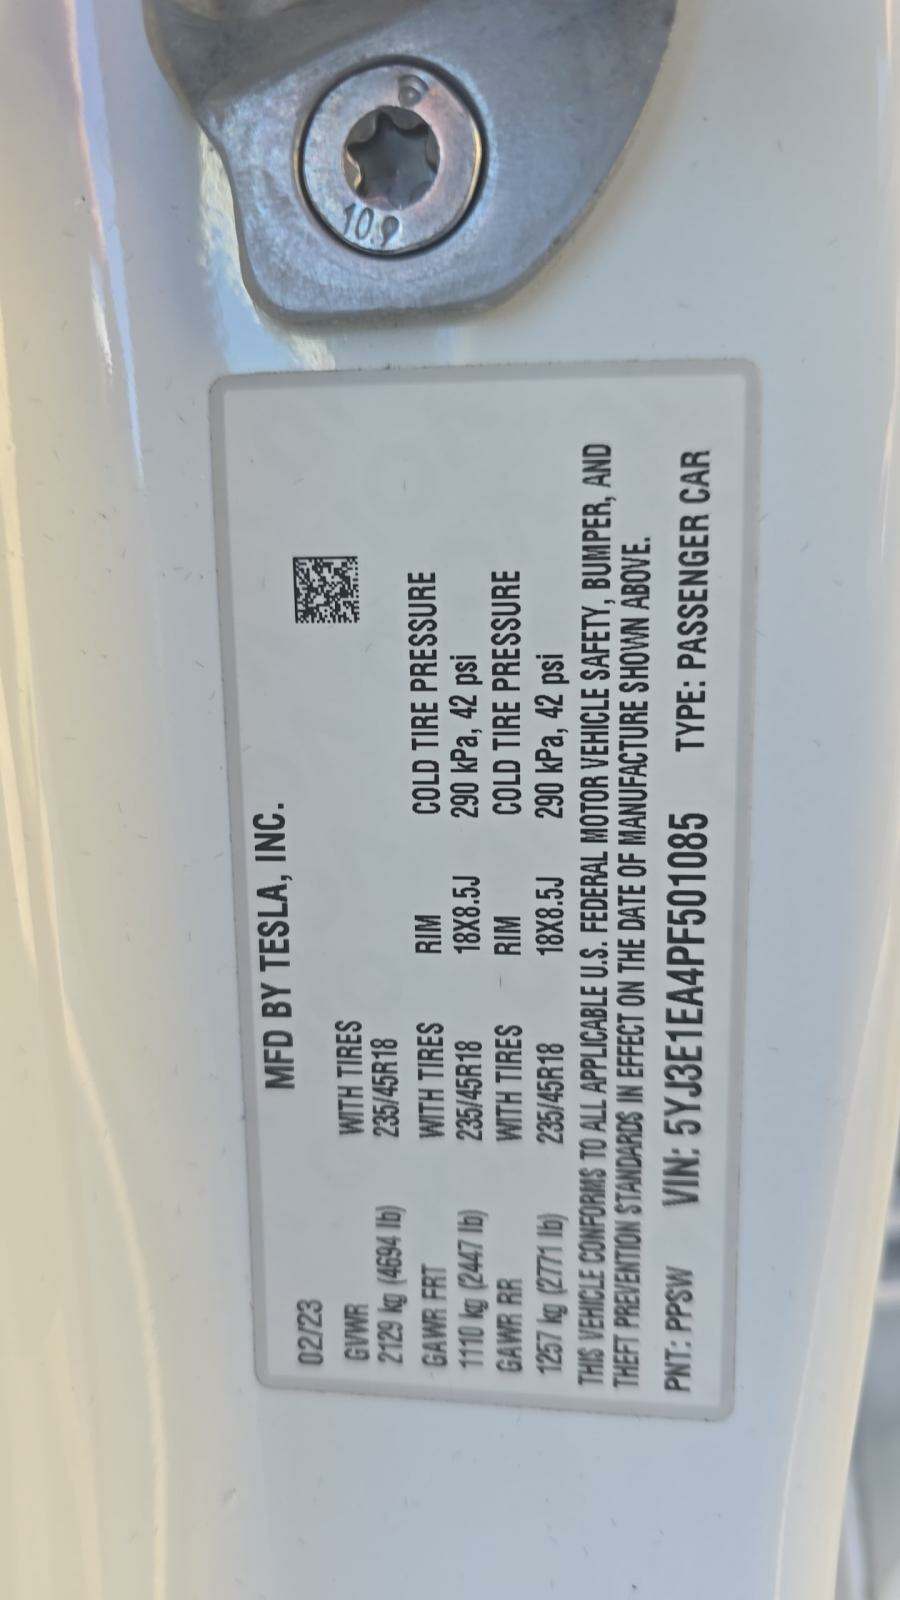 10.9
MFD BY TESLA, INC.
02/23
GVWR WITH TIRES
2129 kg (4694 lb) 235/45R18
GAWR FRT WITH TIRES RIM COLD TIRE PRESSURE
1110 kg (2447 lb) 235/45R18 18X8.5J 290 kPa, 42 psi
GAWR RR WITH TIRES RIM COLD TIRE PRESSURE
1257 kg (2771 lb) 235/45R18 18X8.5J 290 kPa, 42 psi
THIS VEHICLE CONFORMS TO ALL APPLICABLE U.S. FEDERAL MOTOR VEHICLE SAFETY, BUMPER, AND
THEFT PREVENTION STANDARDS IN EFFECT ON THE DATE OF MANUFACTURE SHOWN ABOVE.
PNT: PPSW VIN: 5YJ3E1EA4PF501085 TYPE: PASSENGER CAR